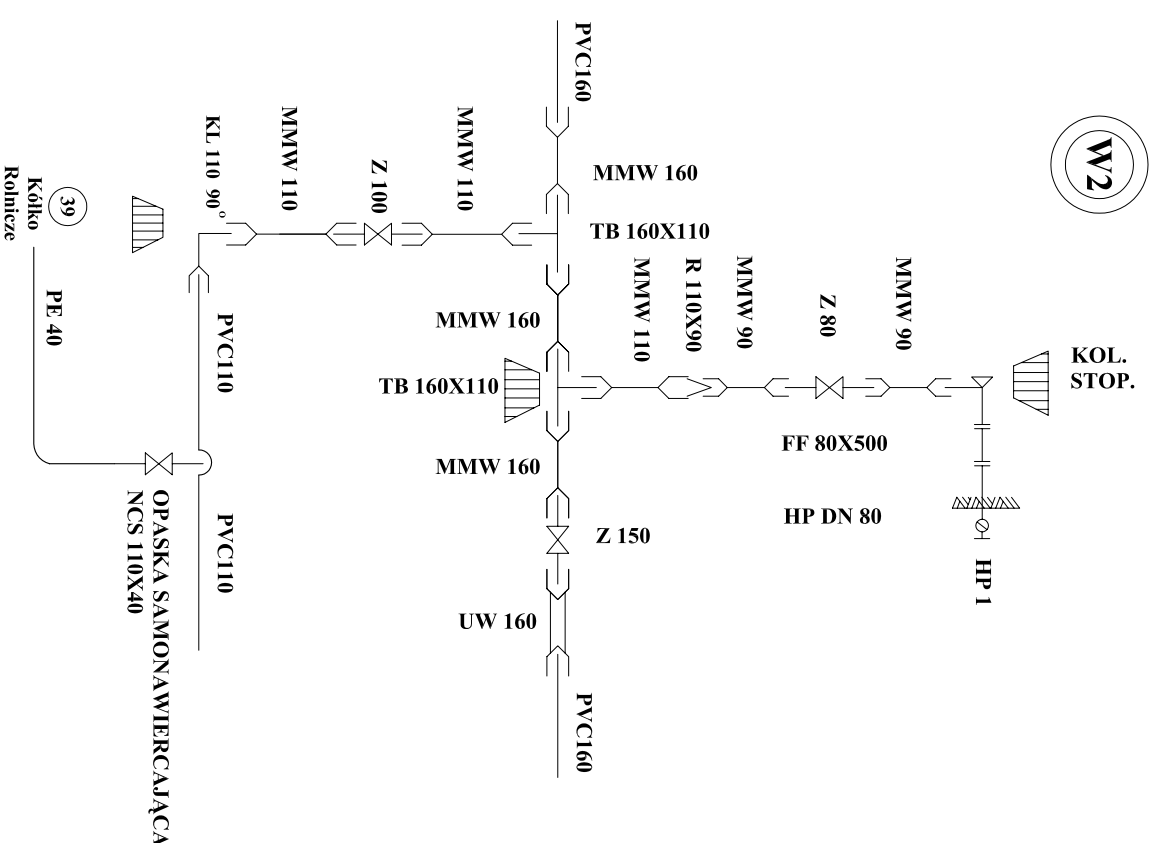 W2
PVC160
MMW 160
TB 160X110
MMW 110
Z 100
MMW 110
KL 110 90°
39
Kółko
Rolnicze
PE 40
PVC110
PVC110
OPASKA SAMONAWIERCAJĄCA
NCS 110X40
MMW 160
TB 160X110
MMW 110
R 110X90
MMW 90
Z 80
MMW 90
KOL.
STOP.
FF 80X500
HP DN 80
HP 1
MMW 160
Z 150
UW 160
PVC160